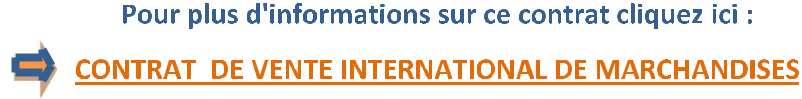 Pour plus d'informations sur ce contrat cliquez ici :
CONTRAT DE VENTE INTERNATIONAL DE MARCHANDISES